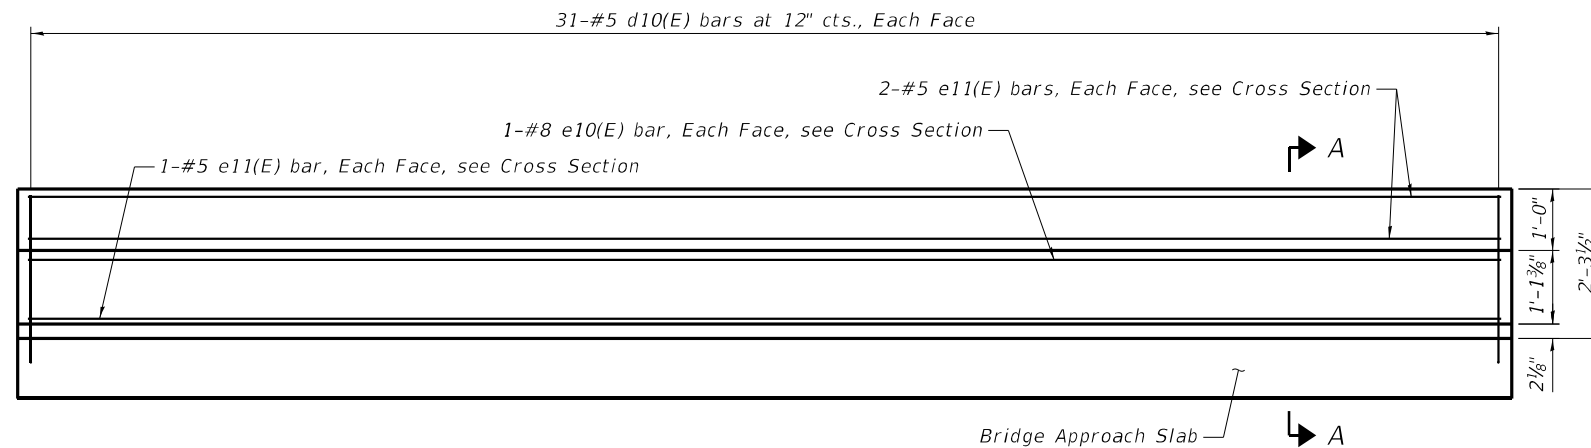 31-#5 d10(E) bars at 12" cts., Each Face
2-#5 e11(E) bars, Each Face, see Cross Section
1-#8 e10(E) bar, Each Face, see Cross Section
A
1-#5 e11(E) bar, Each Face, see Cross Section
1'-0"
1'-1⅜"
2'-3½"
2⅛"
Bridge Approach Slab
A